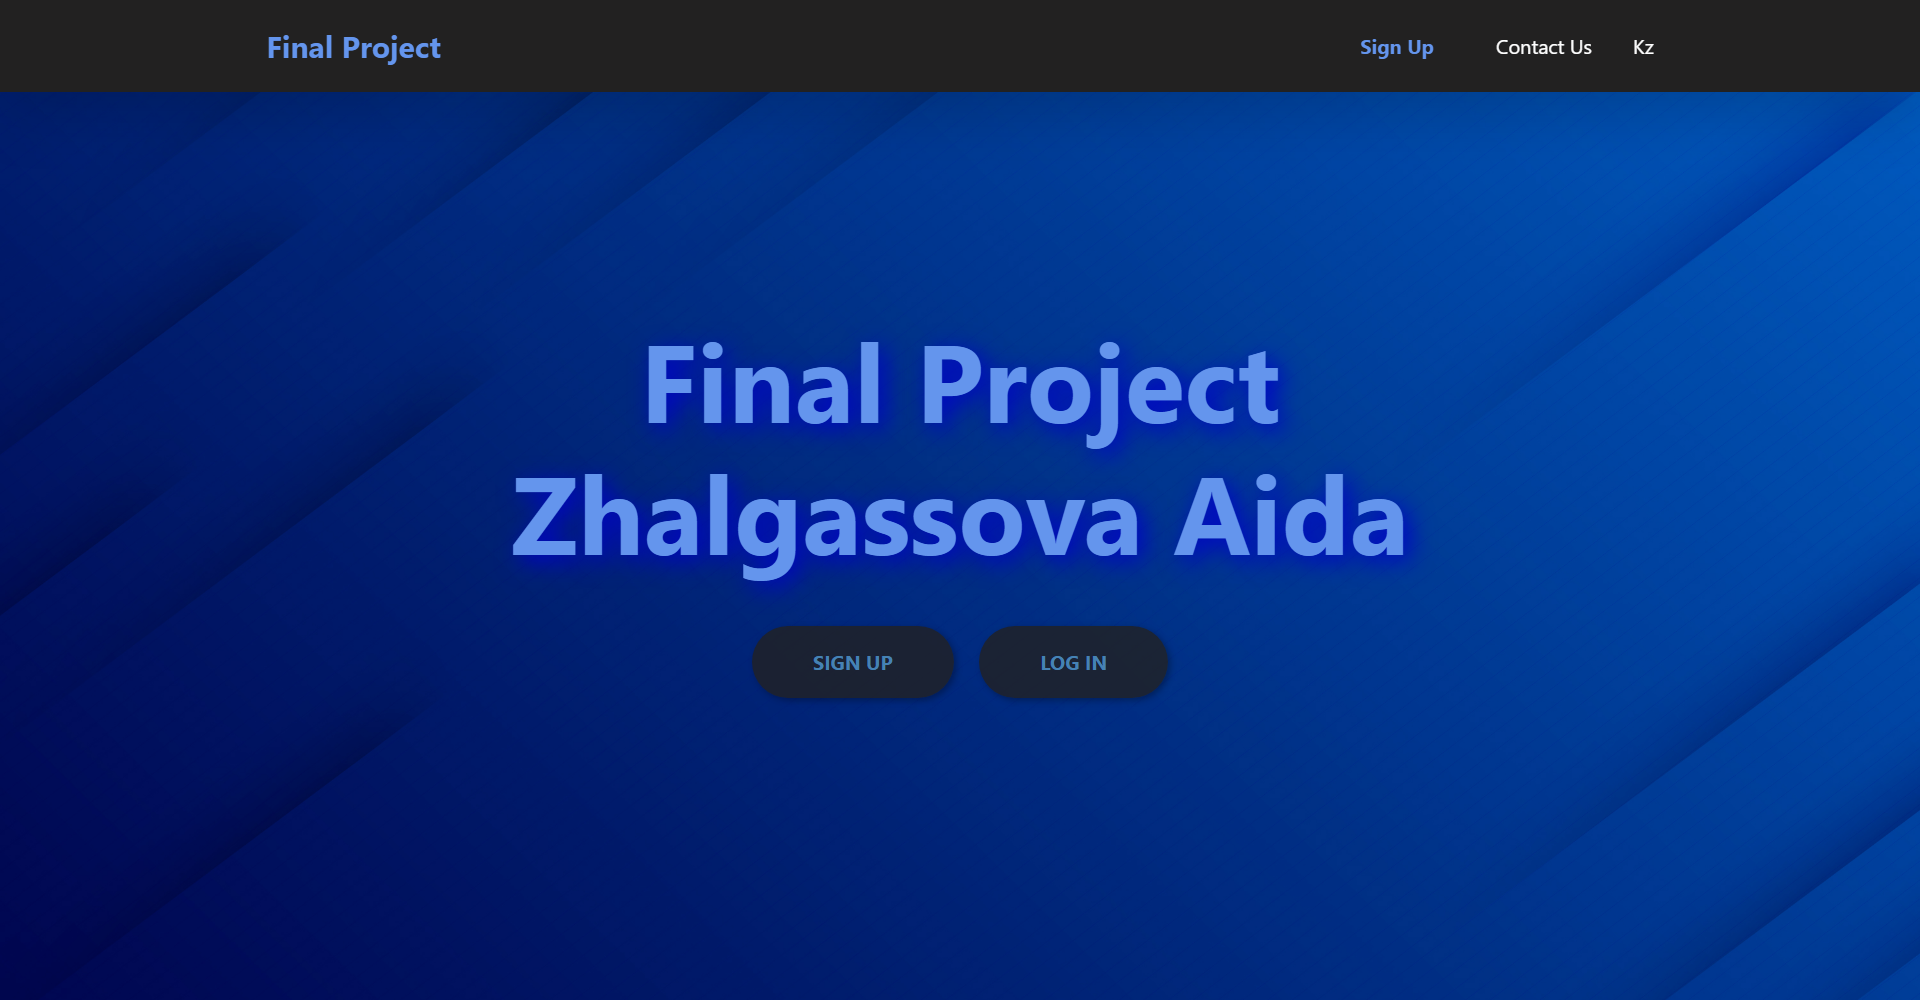 Final Project
Sign Up
Contact Us
Kz
Final Project
Zhalgassova Aida
SIGN UP
LOG IN